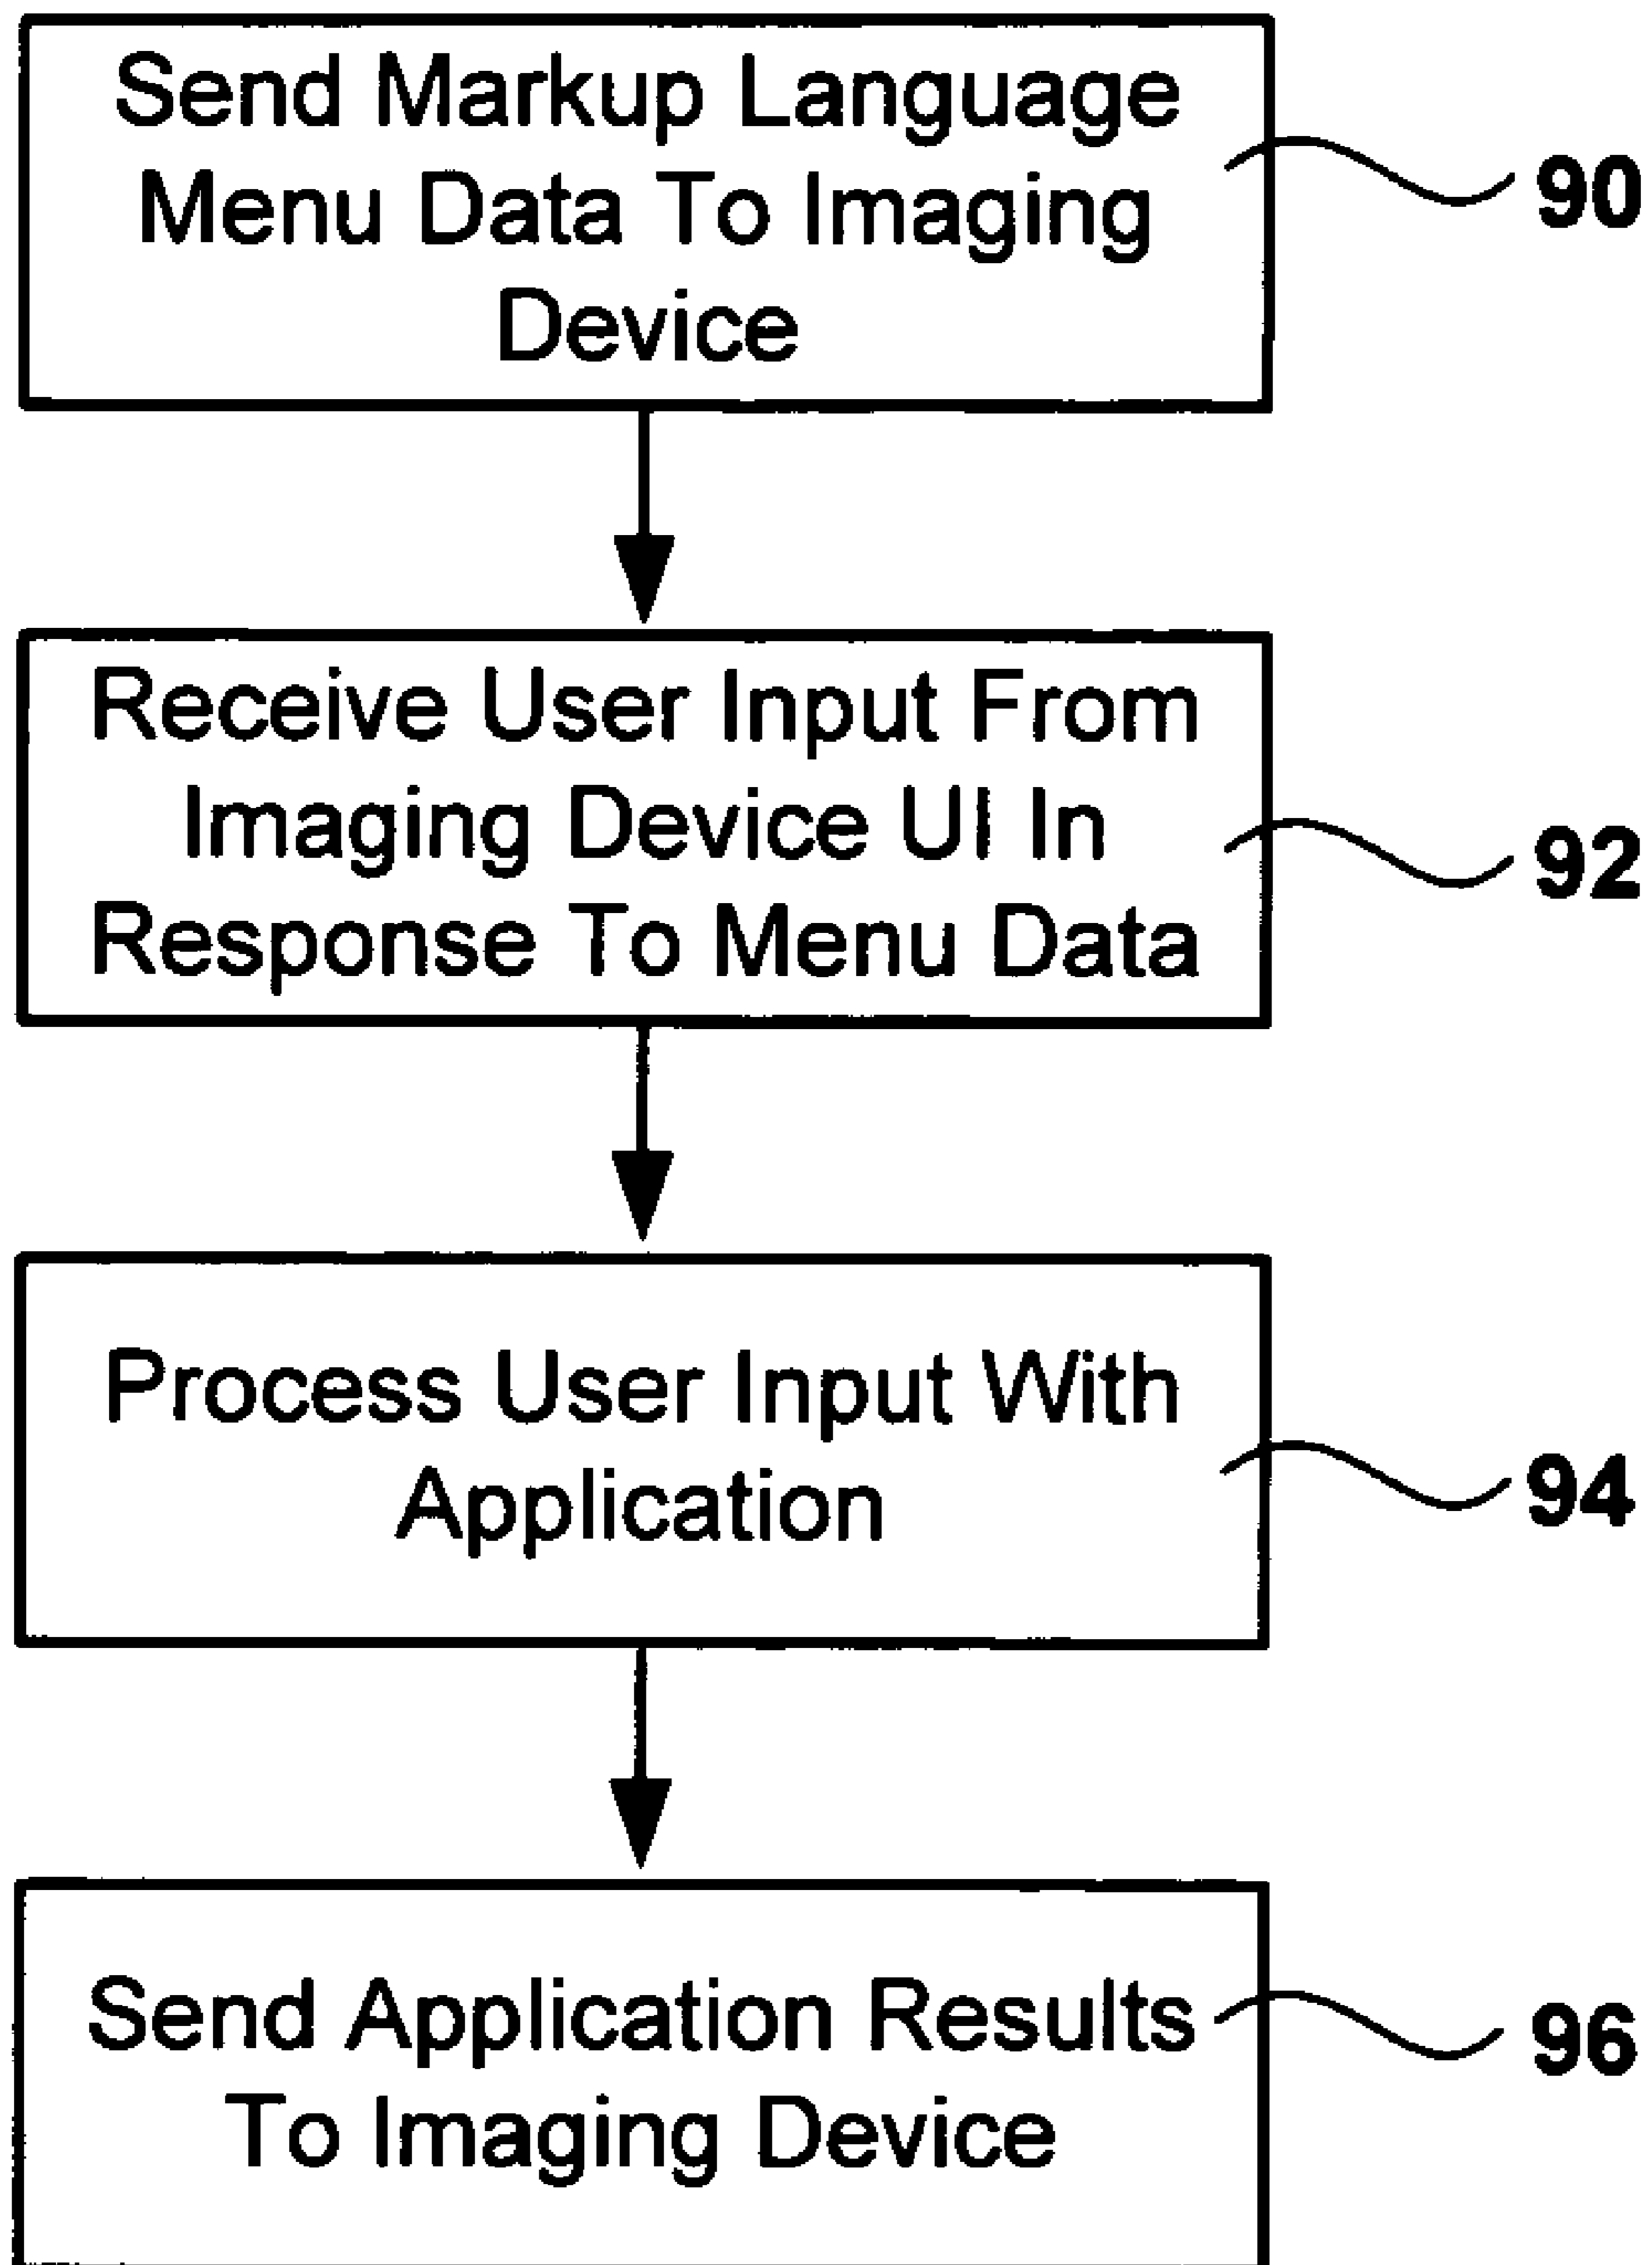 Send Markup Language
Menu Data To Imaging
Device
90
Receive User Input From
Imaging Device UI In
Response To Menu Data
92
Process User Input With
Application
94
Send Application Results
To Imaging Device
96